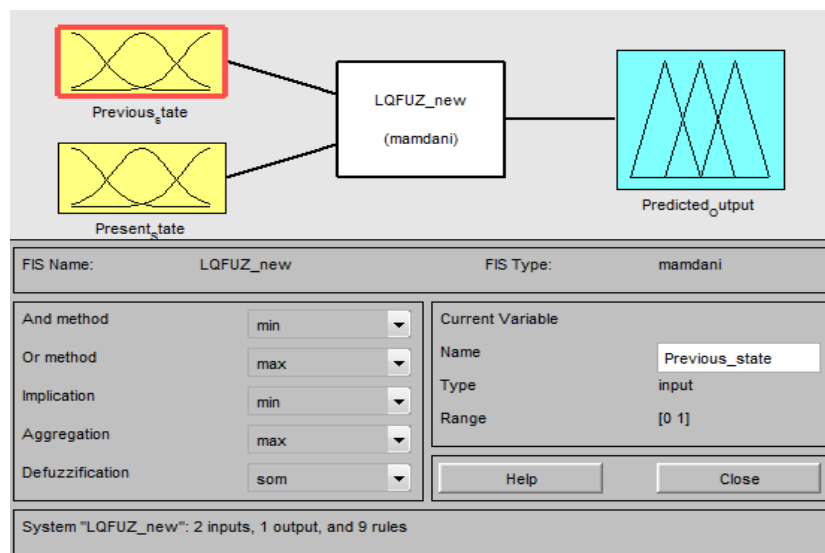 Previous_state
LQFUZ_new
(mamdani)
Present_State
Predicted_Output
FIS Name: LQFUZ_new FIS Type: mamdani
And method min
Or method max
Implication min
Aggregation max
Defuzzification som
Current Variable
Name Previous_state
Type input
Range [0 1]
Help Close
System "LQFUZ_new": 2 inputs, 1 output, and 9 rules